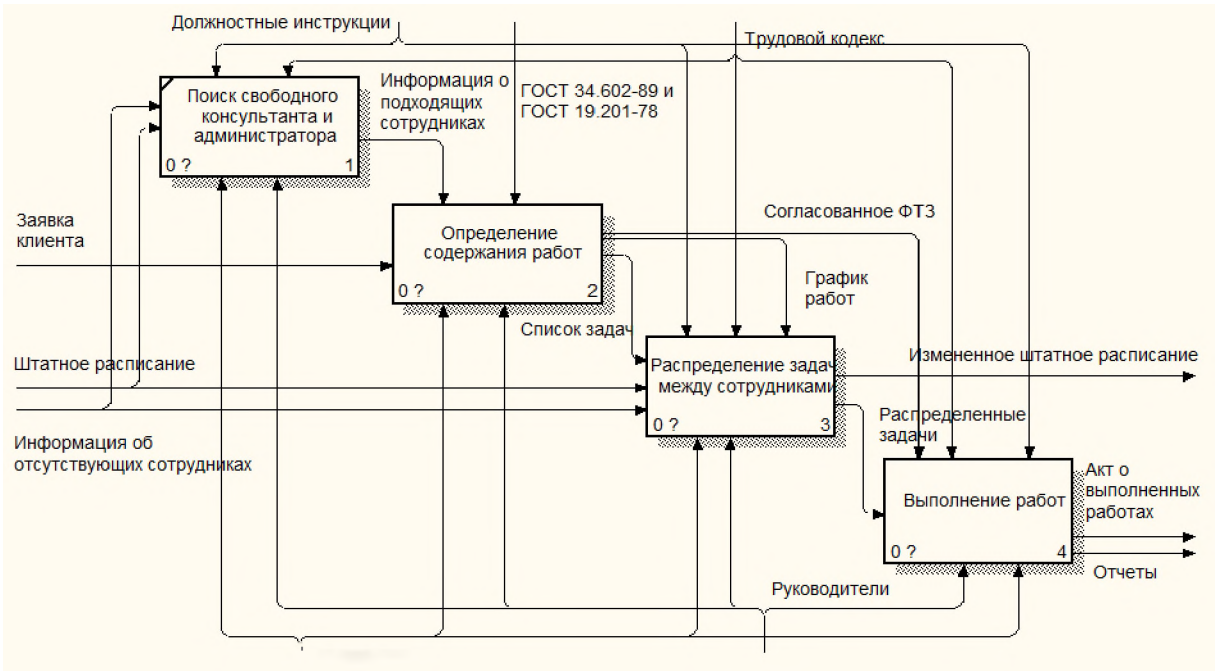 Должностные инструкции
Трудовой кодекс
Поиск свободного
консультанта и
администратора
0 ?
1
Информация о
подходящих
сотрудниках
ГОСТ 34.602-89 и
ГОСТ 19.201-78
Заявка
клиента
Определение
содержания работ
0 ?
2
Согласованное ФТЗ
График
работ
Список задач
Штатное расписание
Распределение задач
между сотрудниками
0 ?
3
Измененное штатное расписание
Информация об
отсутствующих сотрудниках
Распределенные
задачи
Выполнение работ
0 ?
4
Акт о
выполненных
работах
Отчеты
Руководители